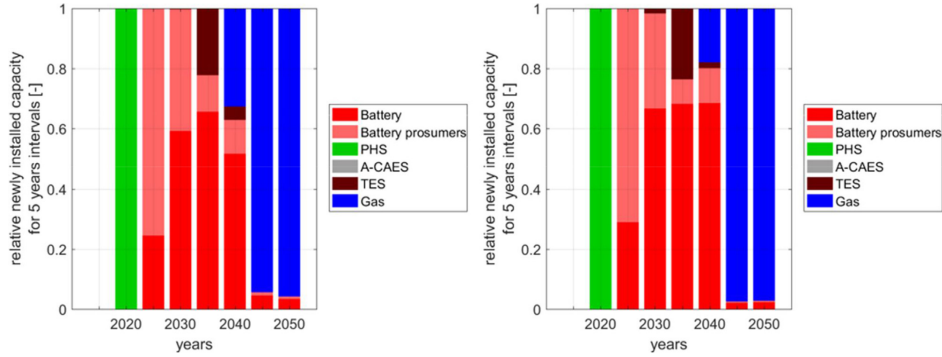 relative newly installed capacity
for 5 years intervals [-]
1
0.8
0.6
0.4
0.2
0
2020
2030
2040
2050
years
Battery
Battery prosumers
PHS
A-CAES
TES
Gas
relative newly installed capacity
for 5 years intervals [-]
1
0.8
0.6
0.4
0.2
0
2020
2030
2040
2050
years
Battery
Battery prosumers
PHS
A-CAES
TES
Gas